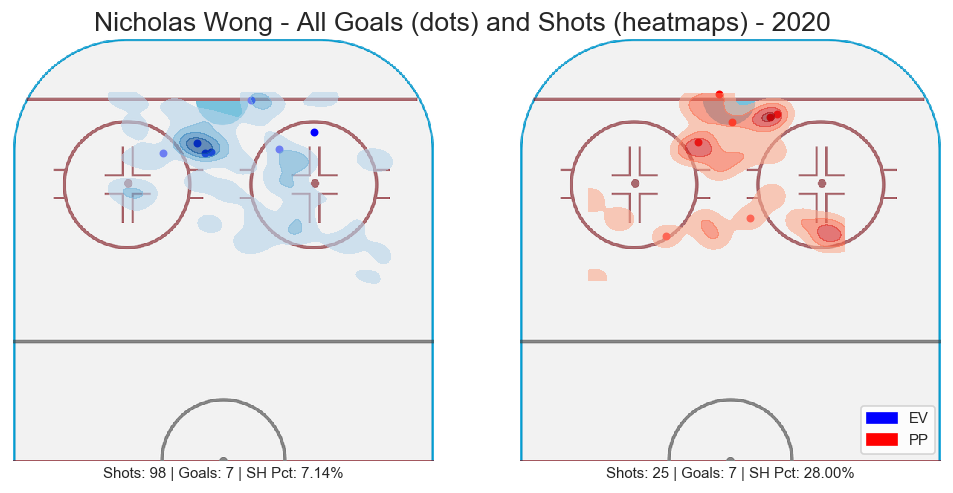 Nicholas Wong - All Goals (dots) and Shots (heatmaps) - 2020
EV
PP
Shots: 98 | Goals: 7 | SH Pct: 7.14%
Shots: 25 | Goals: 7 | SH Pct: 28.00%